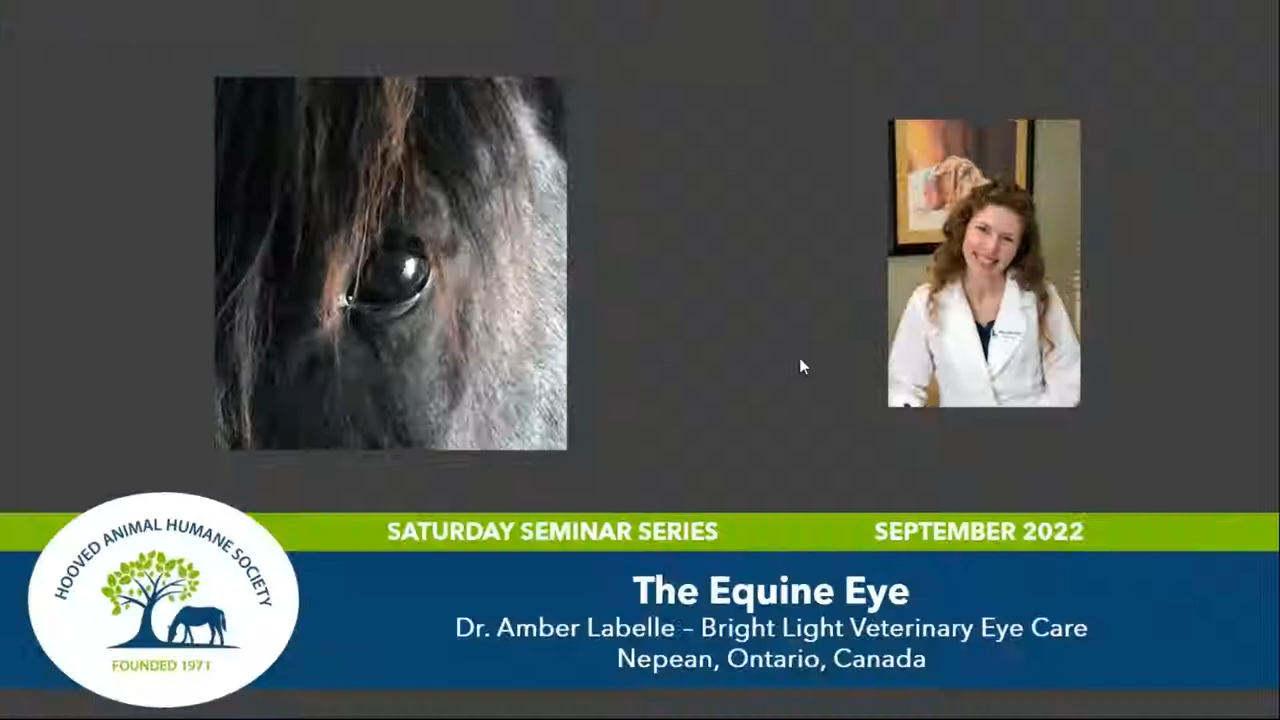 SATURDAY SEMINAR SERIES
SEPTEMBER 2022
HOOVED ANIMAL HUMANE SOCIETY
FOUNDED 1971
The Equine Eye
Dr. Amber Labelle – Bright Light Veterinary Eye Care
Nepean, Ontario, Canada